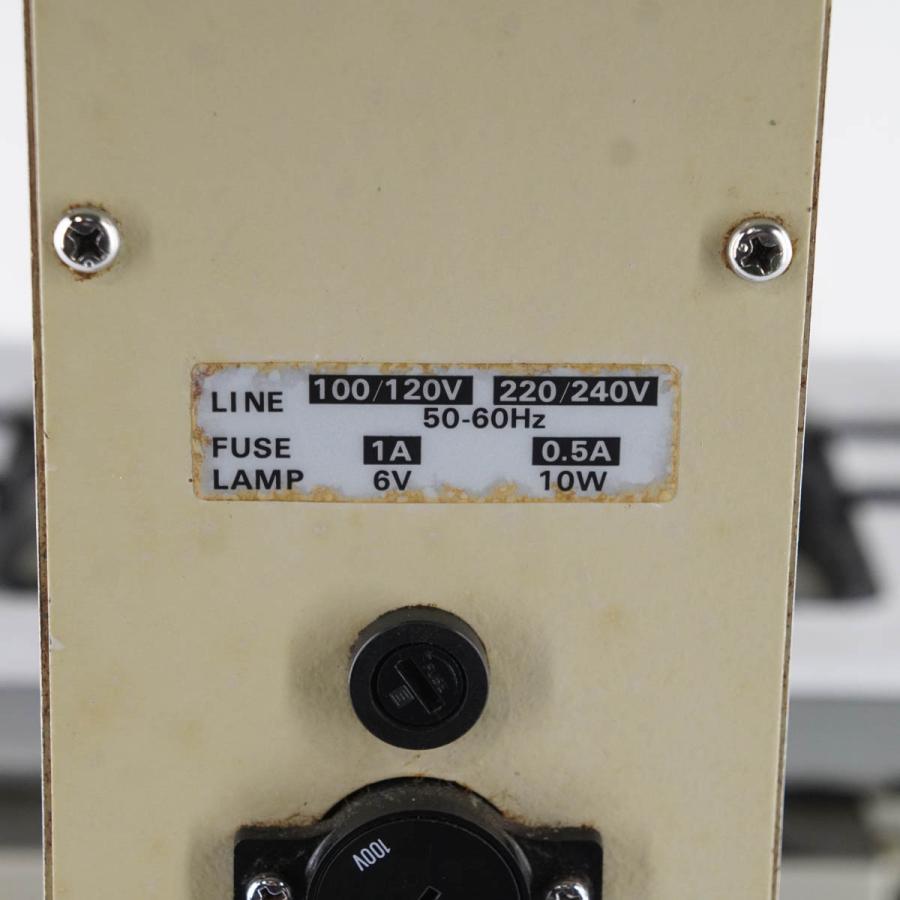 LINE 100/120V 220/240V
50-60Hz
FUSE 1A 0.5A
LAMP 6V 10W
100V